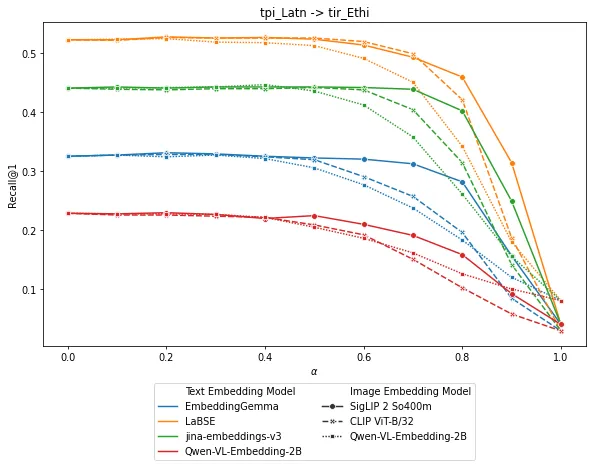 tpi_Latn -> tir_Ethi
Recall@1
0.5
0.4
0.3
0.2
0.1
0.0 0.2 0.4 0.6 0.8 1.0
α
Text Embedding Model
EmbeddingGemma
LaBSE
jina-embeddings-v3
Qwen-VL-Embedding-2B
Image Embedding Model
SigLIP 2 So400m
CLIP ViT-B/32
Qwen-VL-Embedding-2B